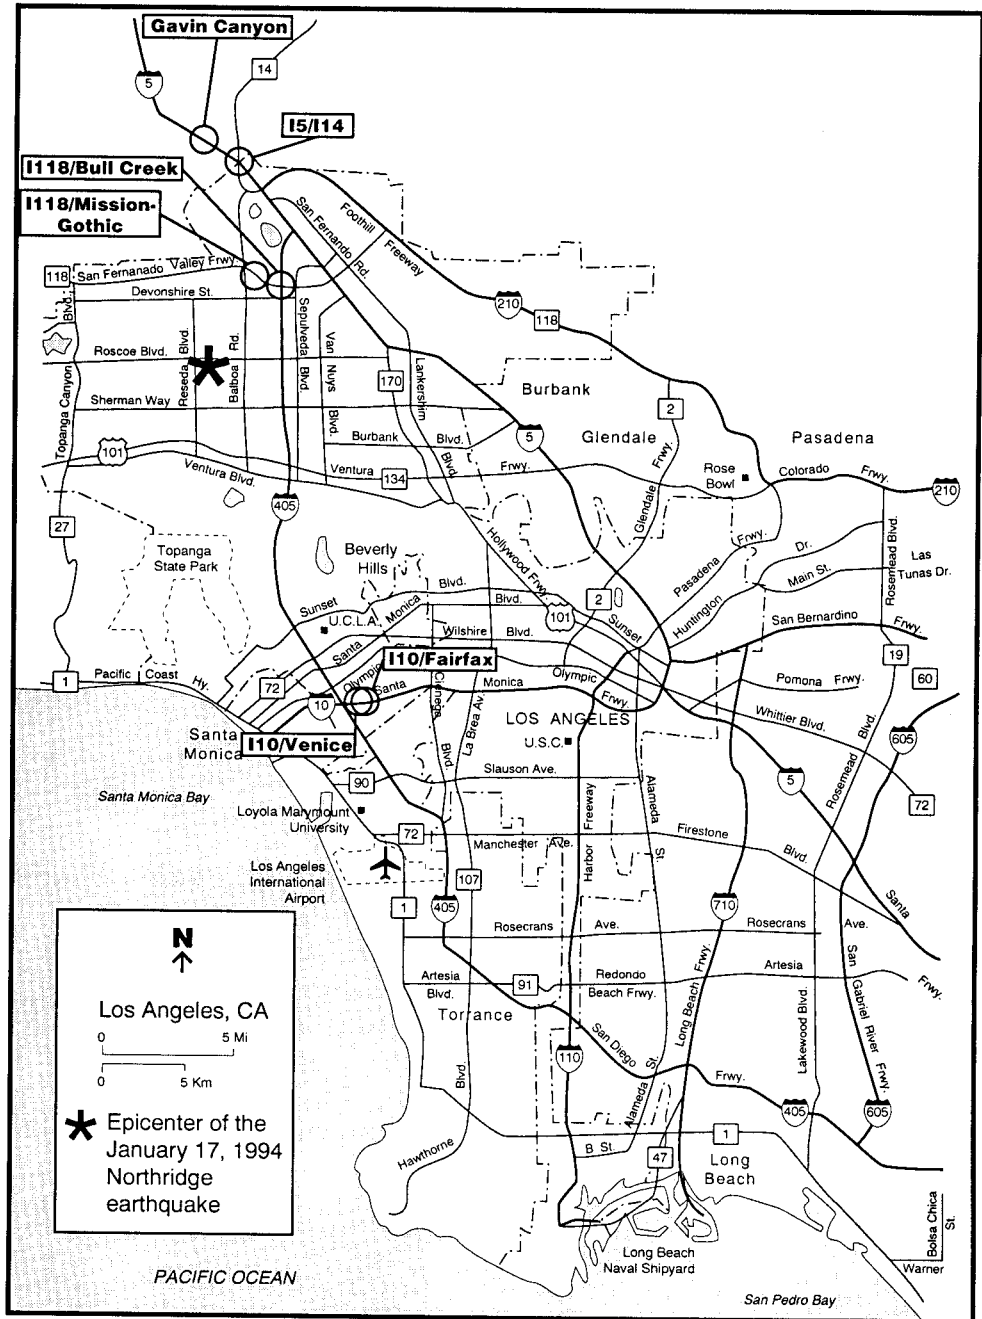 Gavin Canyon
14
5
I5/I14
I118/Bull Creek
I118/Mission-
Gothic
San Fernando Rd.
Foothill Freeway
118
San Fernanado Valley Frwy
Devonshire St.
210
118
Topanga Canyon Blvd.
Roscoe Blvd.
Reseda Blvd.
Balboa Rd.
Sepulveda Blvd
Van Nuys Blvd.
170
Lankershim Blvd.
Sherman Way
Burbank
2
Burbank Blvd.
5
Glendale
Pasadena
101
Ventura Blvd.
Ventura
134
Frwy.
Glendale Frwy.
Rose
Bowl
Colorado Frwy.
210
405
27
Topanga
State Park
Beverly
Hills
Hollywood Frwy
Pasadena Frwy.
Huntington Dr.
Main St.
Las
Tunas Dr.
Rosemead Blvd.
Sunset Blvd.
U.C.L.A.
Santa Monica Blvd.
101
2
Sunset
Wilshire Blvd.
San Bernardino Frwy.
19
60
1
Pacific Coast Hy.
72
Olympic
I10/Fairfax
Cienega Blvd.
Olympic
Pomona Frwy.
10
Santa Monica Frwy.
La Brea Av.
LOS ANGELES
Whittier Blvd.
605
Santa
Monica
I10/Venice
U.S.C.
5
Rosemead Blvd.
Santa Monica Bay
90
Slauson Ave.
72
Loyola Marymount
University
72
Manchester Ave.
Harbor Freeway
Alameda St.
Firestone Blvd.
Los Angeles
International
Airport
107
1
405
710
Santa
Rosecrans Ave.
Rosecrans Ave.
Artesia
Blvd.
91
Redondo
Beach Frwy.
Artesia Frwy.
Torrance
Long Beach Frwy.
Lakewood Blvd.
San Gabriel River Frwy.
San Diego Frwy.
110
405
605
Alameda St.
Hawthorne Blvd.
B St.
1
47
Long
Beach
Long Beach
Naval Shipyard
Bolsa Chica
St.
Warner
N
Los Angeles, CA
0 5 Mi
0 5 Km
Epicenter of the
January 17, 1994
Northridge
earthquake
PACIFIC OCEAN
San Pedro Bay